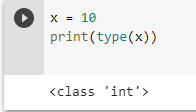 x = 10
print(type(x))
<class 'int'>